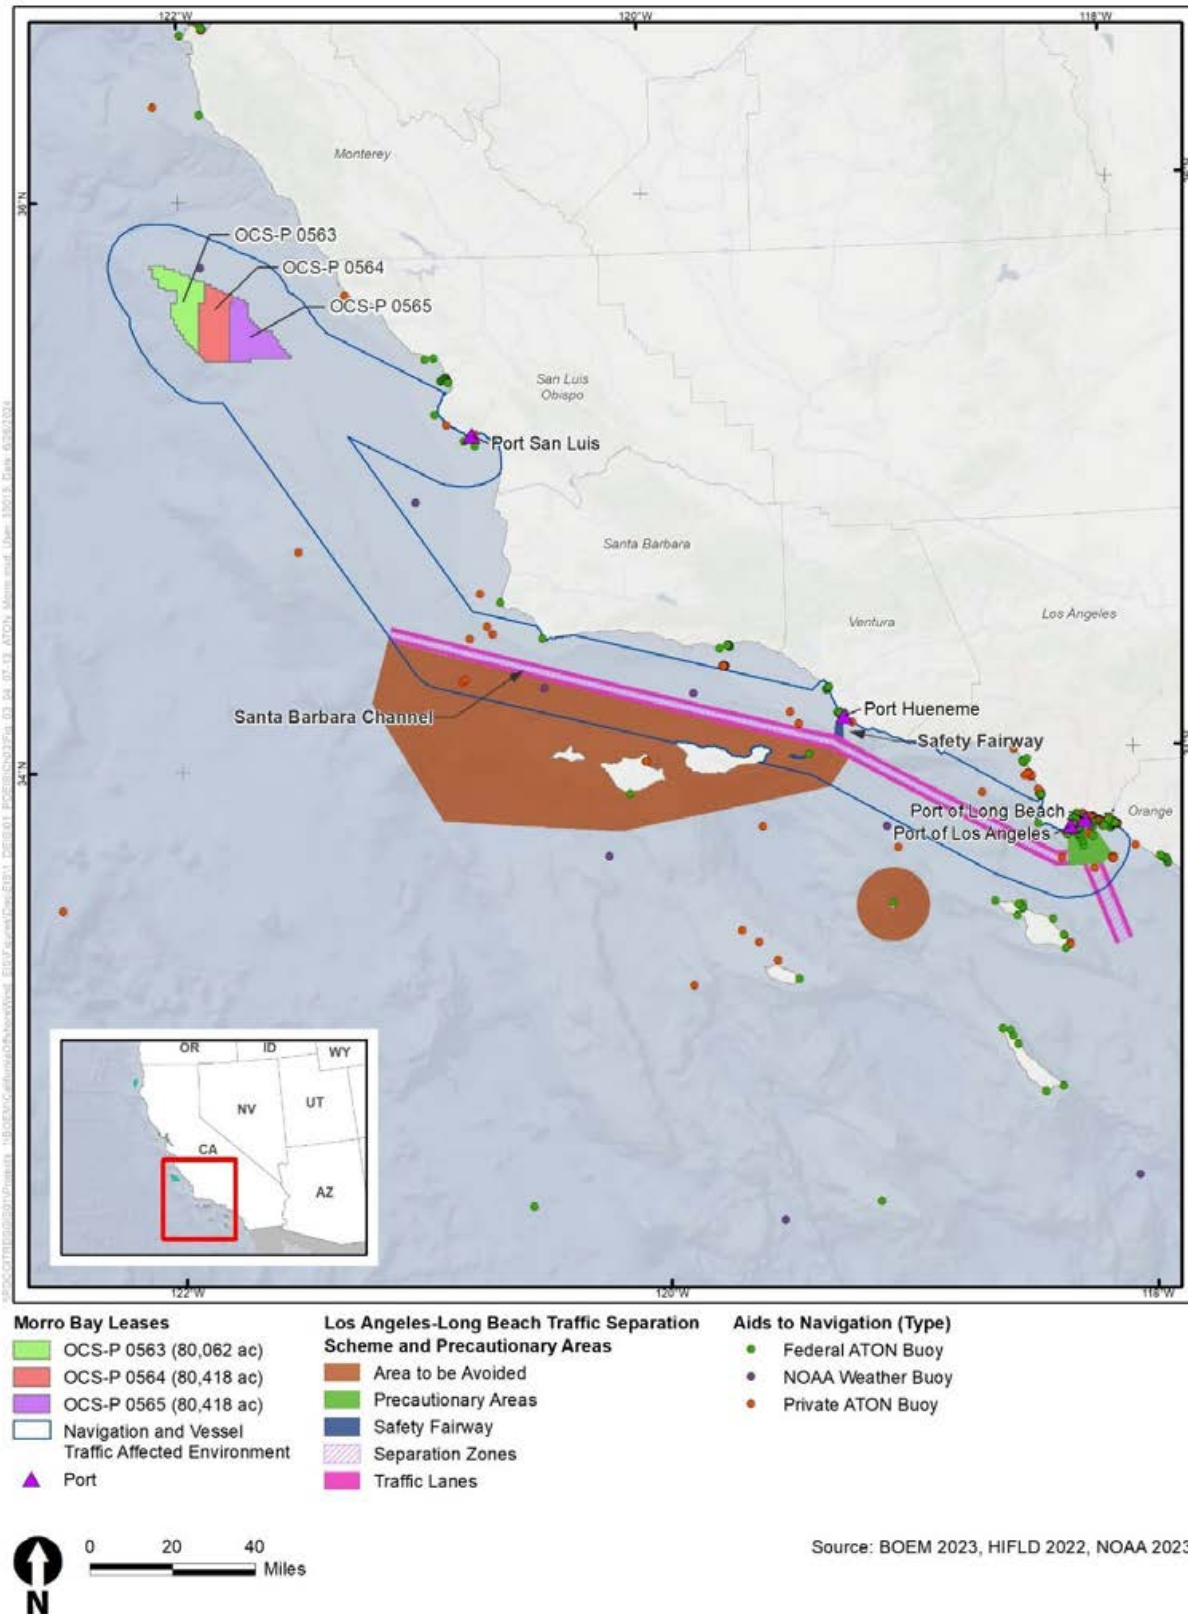 122°W
120°W
118°W
36°N
Monterey
OCS-P 0563
OCS-P 0564
OCS-P 0565
San Luis
Obispo
Port San Luis
Santa Barbara
Ventura
Los Angeles
Santa Barbara Channel
Port Hueneme
Safety Fairway
34°N
Port of Long Beach
Orange
Port of Los Angeles
OR
ID
WY
NV
UT
CA
AZ
122°W
120°W
118°W
Morro Bay Leases
OCS-P 0563 (80,062 ac)
OCS-P 0564 (80,418 ac)
OCS-P 0565 (80,418 ac)
Navigation and Vessel
Traffic Affected Environment
Port
Los Angeles-Long Beach Traffic Separation
Scheme and Precautionary Areas
Area to be Avoided
Precautionary Areas
Safety Fairway
Separation Zones
Traffic Lanes
Aids to Navigation (Type)
Federal ATON Buoy
NOAA Weather Buoy
Private ATON Buoy
N
0 20 40
Miles
Source: BOEM 2023, HIFLD 2022, NOAA 2023